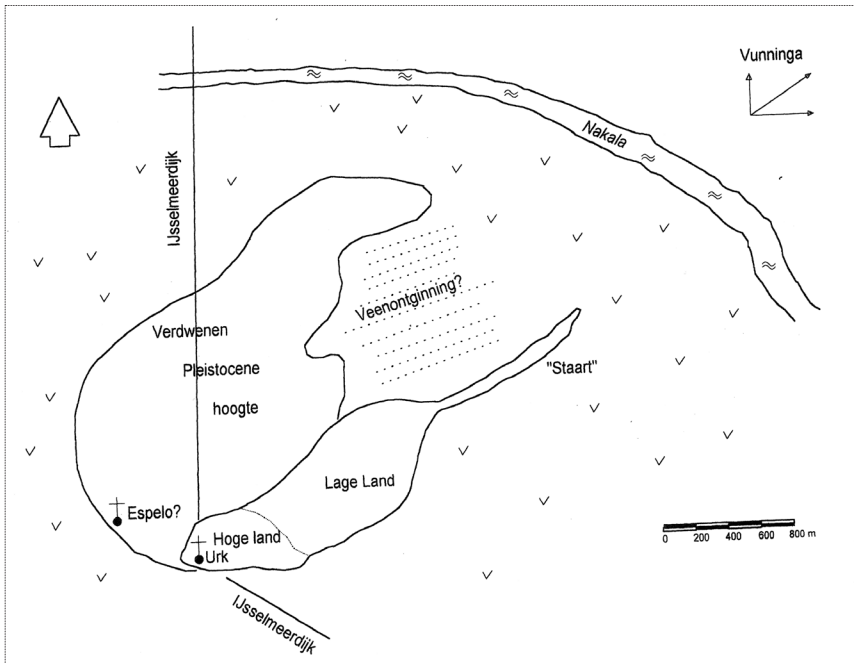 Vunninga
Nakala
IJsselmeerdijk
Veenontginning?
Verdwenen
Pleistocene
hoogte
"Staart"
Lage Land
Espelo?
Hoge land
Urk
0 200 400 600 800 m
IJsselmeerdijk